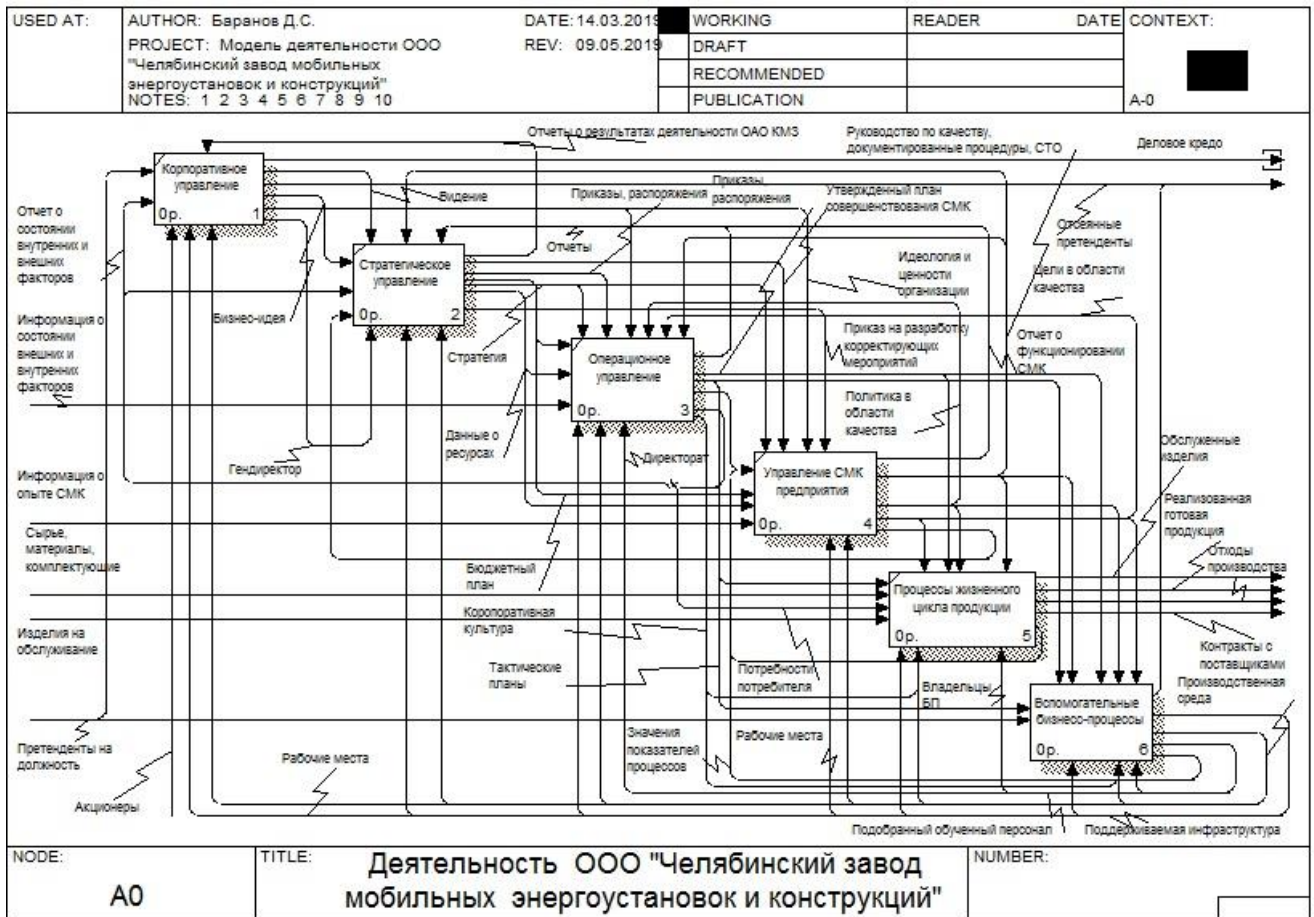 USED AT:
AUTHOR: Баранов Д.С.
DATE: 14.03.2019
PROJECT: Модель деятельности ООО
"Челябинский завод мобильных
энергоустановок и конструкций"
REV: 09.05.2019
NOTES: 1 2 3 4 5 6 7 8 9 10
WORKING
DRAFT
RECOMMENDED
PUBLICATION
READER
DATE
CONTEXT:
A-0
Отчеты о результатах деятельности ОАО КМЗ
Руководство по качеству,
документированные процедуры, СТО
Деловое кредо
Корпоративное
управление
0р.
1
Видение
Приказы, распоряжения
Приказы,
распоряжения
Утвержденный план
совершенствования СМК
Отчет о
состоянии
внутренних и
внешних
факторов
Отсеянные
претенденты
Отчеты
Идеология и
ценности
организации
Цели в области
качества
Стратегическое
управление
0р.
2
Бизнес-идея
Информация о
состоянии
внешних и
внутренних
факторов
Стратегия
Приказ на разработку
корректирующих
мероприятий
Отчет о
функционировании
СМК
Операционное
управление
0р.
3
Политика в
области
качества
Данные о
ресурсах
Гендиректор
Директорат
Обслуженные
изделия
Информация о
опыте СМК
Управление СМК
предприятия
0р.
4
Реализованная
готовая
продукция
Сырье,
материалы,
комплектующие
Отходы
производства
Бюджетный
план
Процессы жизненного
цикла продукции
0р.
5
Коропоративная
культура
Изделия на
обслуживание
Контракты с
поставщиками
Тактические
планы
Потребности
потребителя
Владельцы
БП
Производственная
среда
Вспомогательные
бизнесс-процессы
0р.
6
Значения
показателей
процессов
Рабочие места
Претенденты на
должность
Рабочие места
Акционеры
Подобранный обученный персонал
Поддерживаемая инфраструктура
NODE:
A0
TITLE:
Деятельность ООО "Челябинский завод
мобильных энергоустановок и конструкций"
NUMBER: